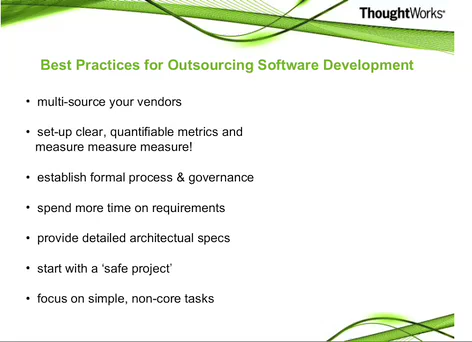 ThoughtWorks®
Best Practices for Outsourcing Software Development
• multi-source your vendors
• set-up clear, quantifiable metrics and
measure measure measure!
• establish formal process & governance
• spend more time on requirements
• provide detailed architectual specs
• start with a ‘safe project’
• focus on simple, non-core tasks